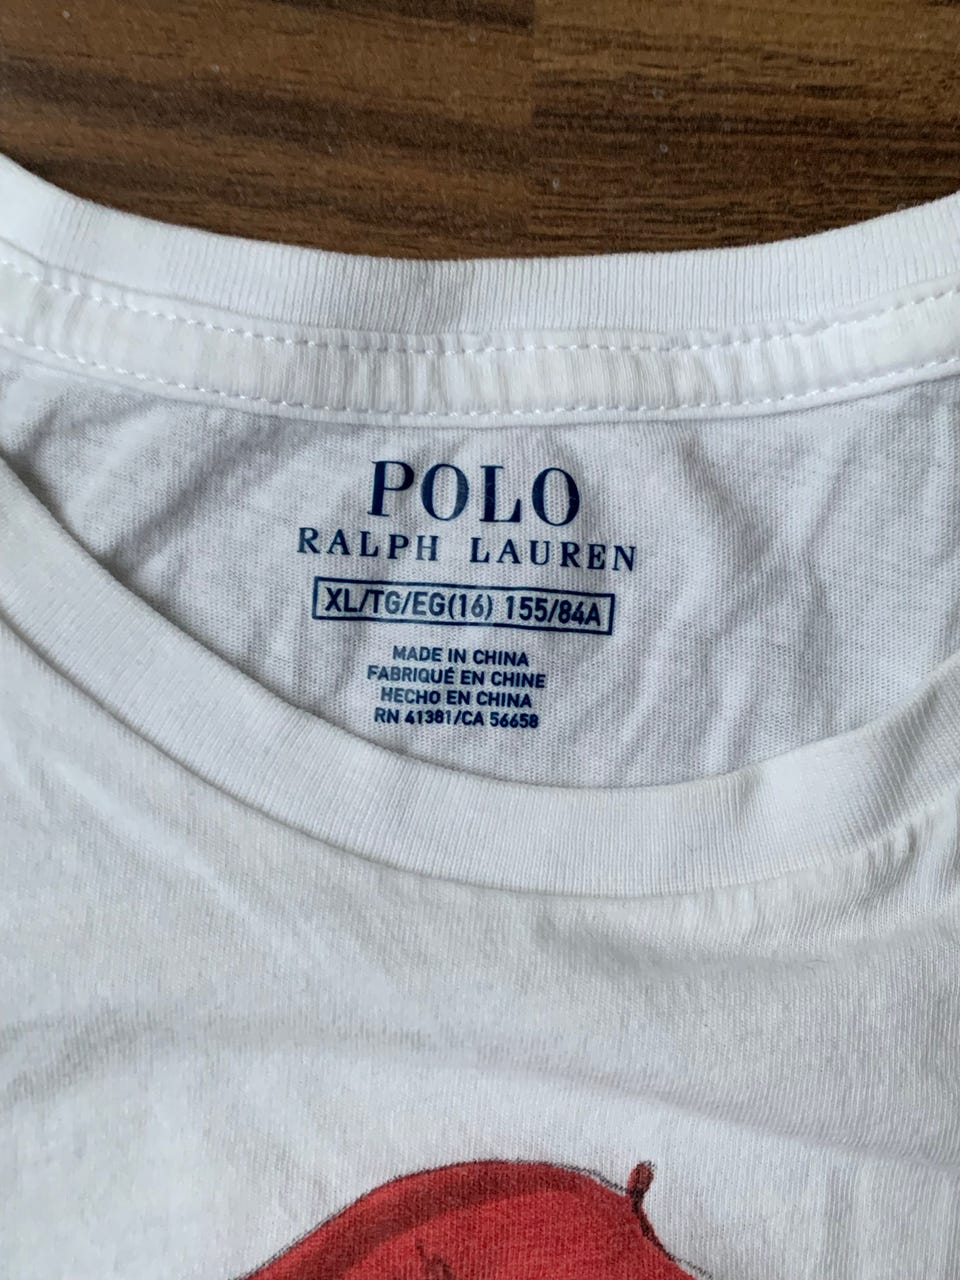 POLO
RALPH LAUREN
XL/TG/EG(16) 155/84A
MADE IN CHINA
FABRIQUÉ EN CHINE
HECHO EN CHINA
RN 41381/CA 56658